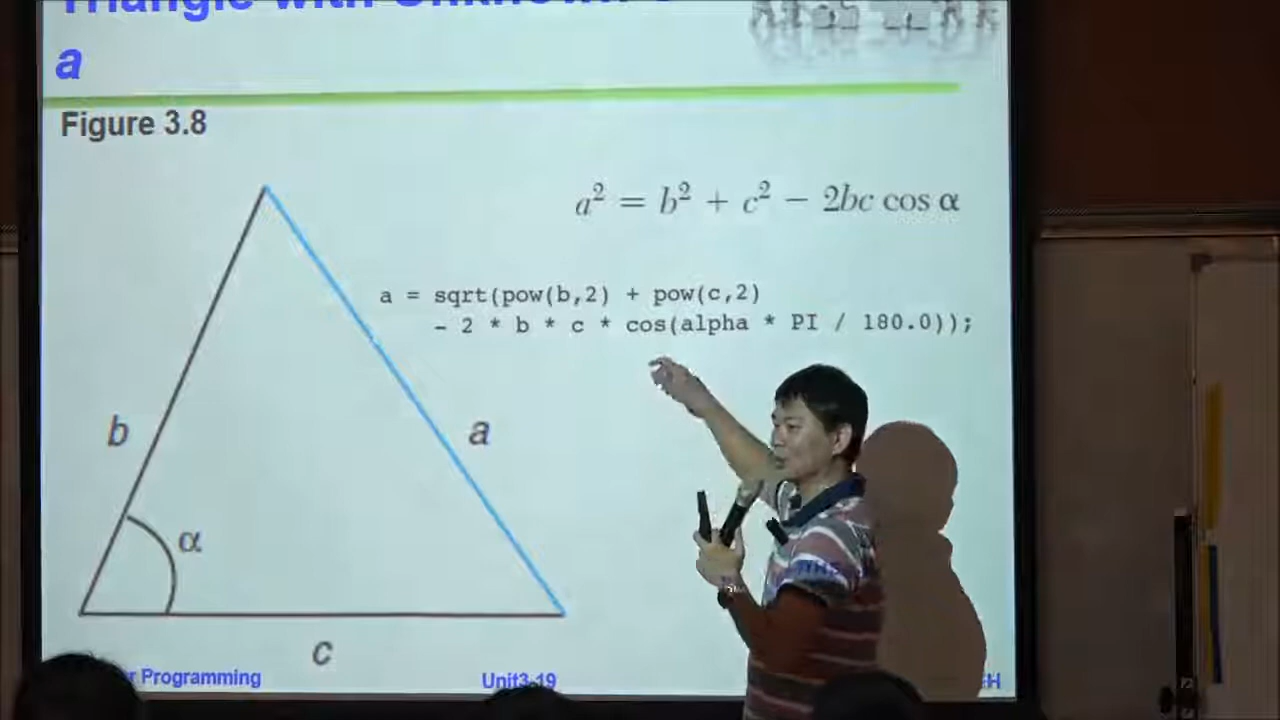 Triangle with Unknown
a
Figure 3.8
a² = b² + c² − 2bc cos α
a = sqrt(pow(b,2) + pow(c,2)
- 2 * b * c * cos(alpha * PI / 180.0));
b
a
α
c
Programming
Unit3-19